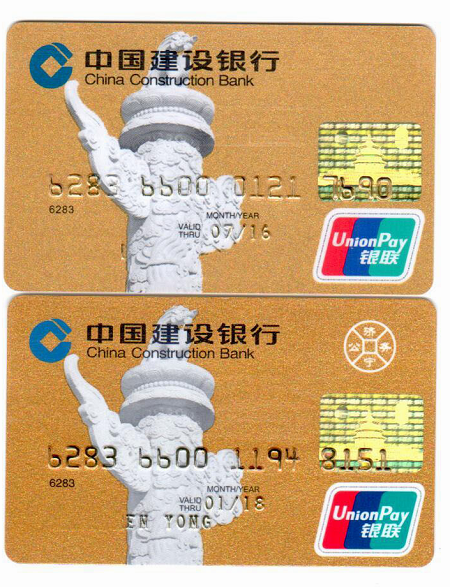 中国建设银行
China Construction Bank
6283 6600 0121 7690
6283
MONTH/YEAR
VALID THRU 07/16
UnionPay
银联
中国建设银行
China Construction Bank
6283 6600 1194 8151
6283
MONTH/YEAR
VALID THRU 01/18
EN YONG
UnionPay
银联